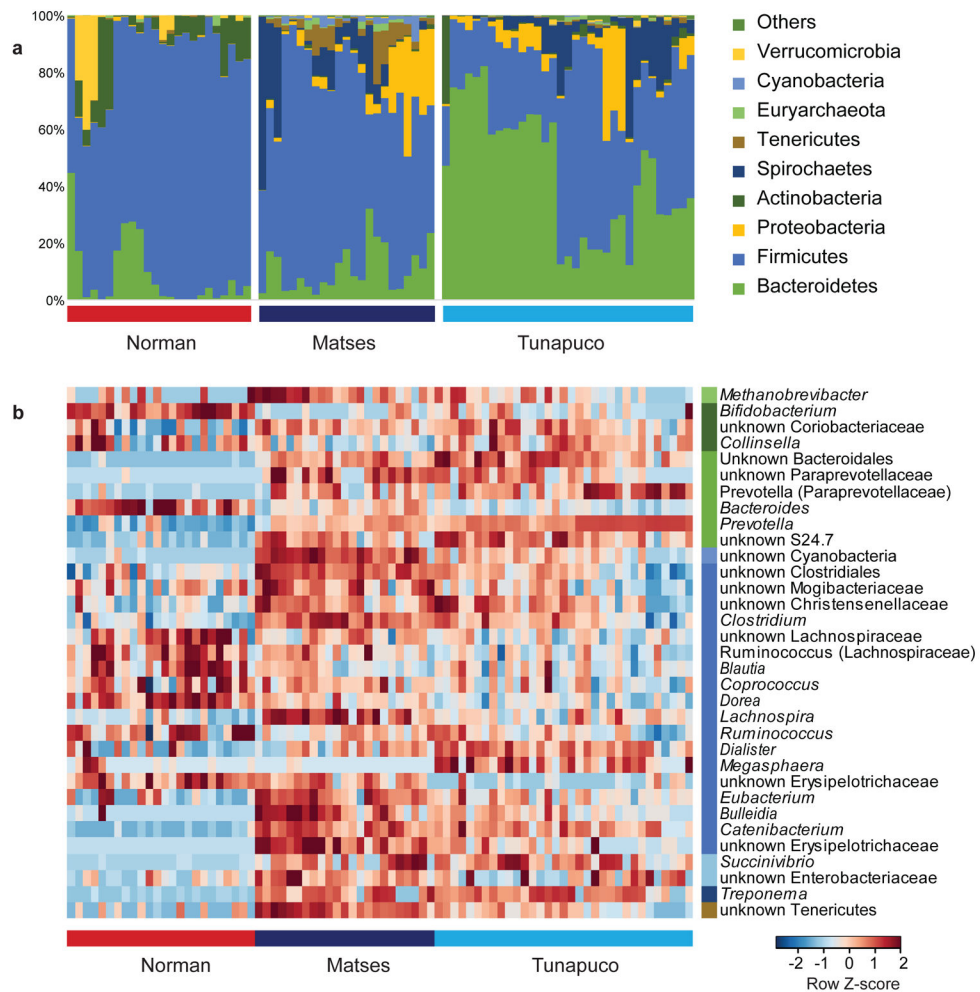 a
100%
80%
60%
40%
20%
0%
Norman
Matses
Tunapuco
Others
Verrucomicrobia
Cyanobacteria
Euryarchaeota
Tenericutes
Spirochaetes
Actinobacteria
Proteobacteria
Firmicutes
Bacteroidetes
b
Methanobrevibacter
Bifidobacterium
unknown Coriobacteriaceae
Collinsella
Unknown Bacteroidales
unknown Paraprevotellaceae
Prevotella (Paraprevotellaceae)
Bacteroides
Prevotella
unknown S24.7
unknown Cyanobacteria
unknown Clostridiales
unknown Mogibacteriaceae
unknown Christensenellaceae
Clostridium
unknown Lachnospiraceae
Ruminococcus (Lachnospiraceae)
Blautia
Coprococcus
Dorea
Lachnospira
Ruminococcus
Dialister
Megasphaera
unknown Erysipelotrichaceae
Eubacterium
Bulleidia
Catenibacterium
unknown Erysipelotrichaceae
Succinivibrio
unknown Enterobacteriaceae
Treponema
unknown Tenericutes
Norman
Matses
Tunapuco
-2 -1 0 1 2
Row Z-score